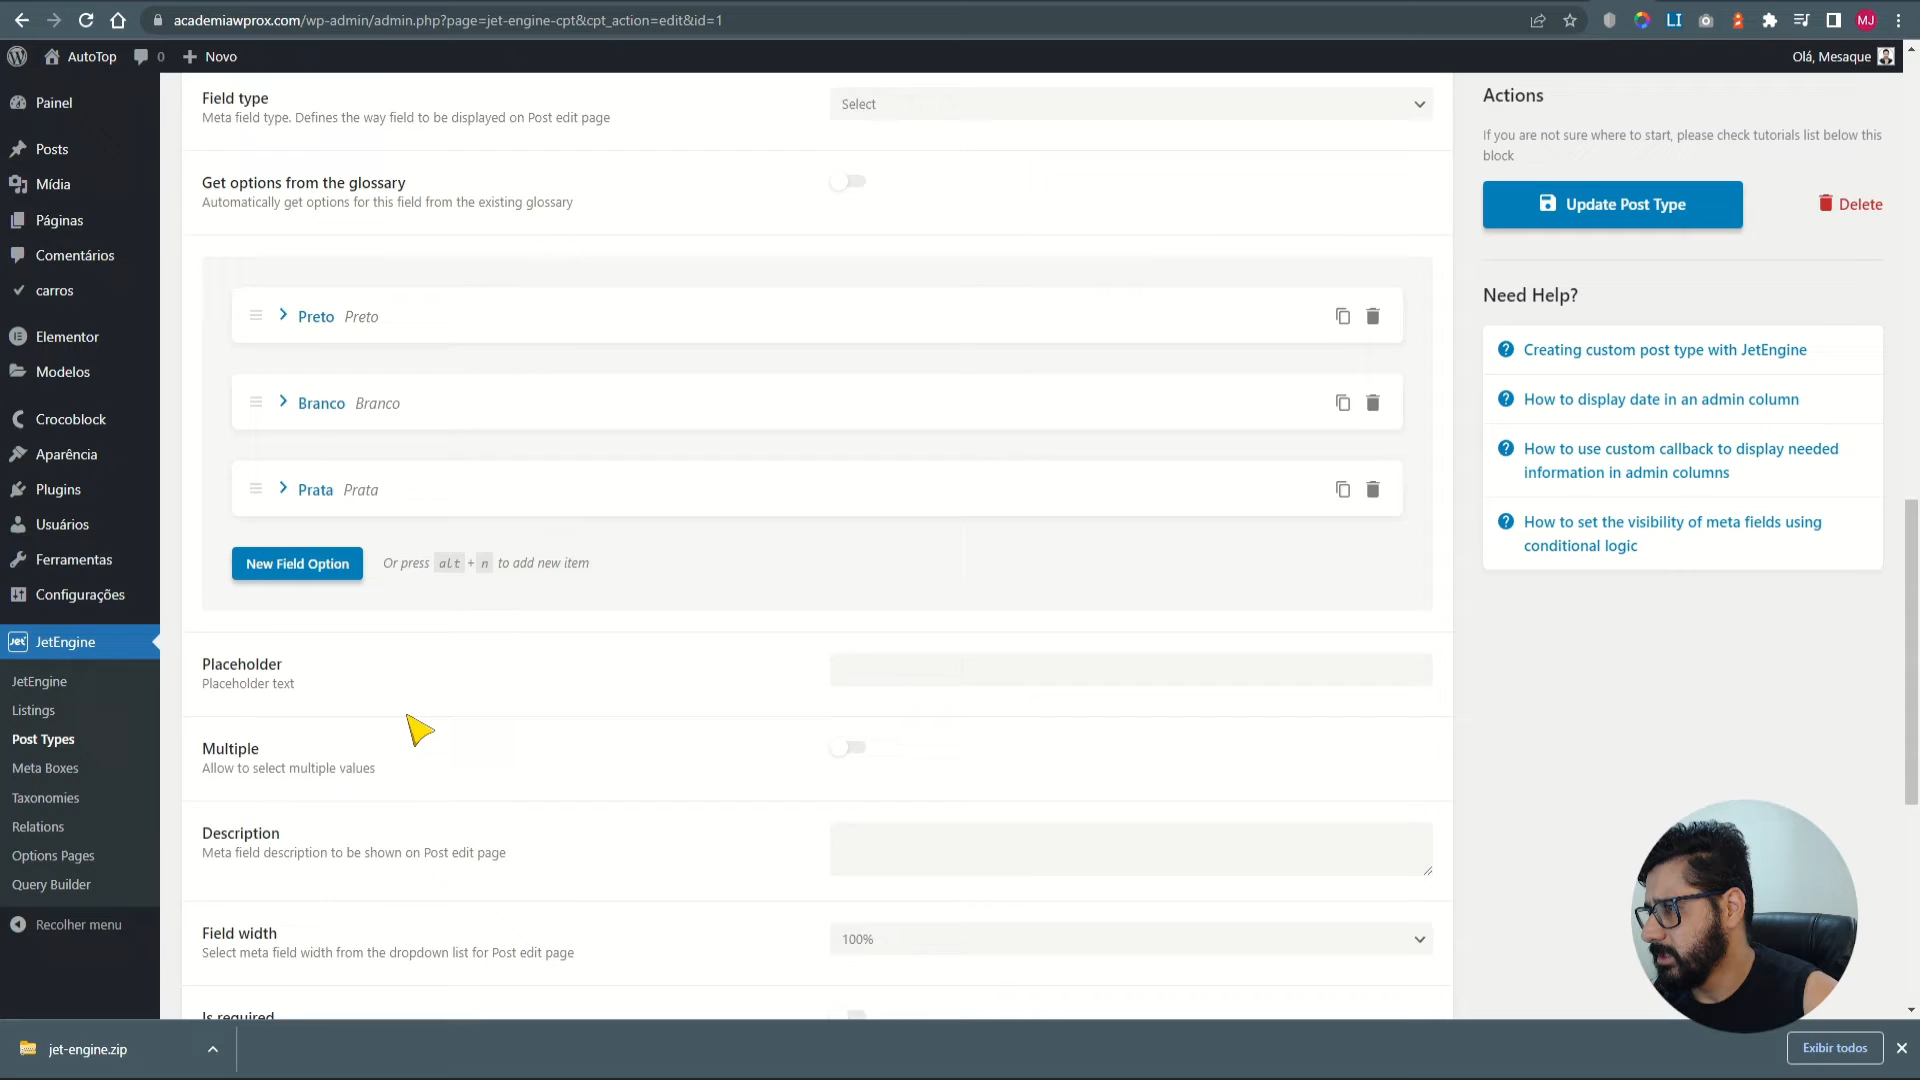 academiawprox.com/wp-admin/admin.php?page=jet-engine-cpt&cpt_action=edit&id=1
LI
MJ
AutoTop
0
Novo
Olá, Mesaque
Painel
Posts
Mídia
Páginas
Comentários
carros
Elementor
Modelos
Crocoblock
Aparência
Plugins
Usuários
Ferramentas
Configurações
Jet
JetEngine
JetEngine
Listings
Post Types
Meta Boxes
Taxonomies
Relations
Options Pages
Query Builder
Recolher menu
Field type
Meta field type. Defines the way field to be displayed on Post edit page
Select
Get options from the glossary
Automatically get options for this field from the existing glossary
Preto Preto
Branco Branco
Prata Prata
New Field Option
Or press alt + n to add new item
Placeholder
Placeholder text
Multiple
Allow to select multiple values
Description
Meta field description to be shown on Post edit page
Field width
Select meta field width from the dropdown list for Post edit page
100%
Is required
Actions
If you are not sure where to start, please check tutorials list below this
block
Update Post Type
Delete
Need Help?
Creating custom post type with JetEngine
How to display date in an admin column
How to use custom callback to display needed
information in admin columns
How to set the visibility of meta fields using
conditional logic
jet-engine.zip
Exibir todos